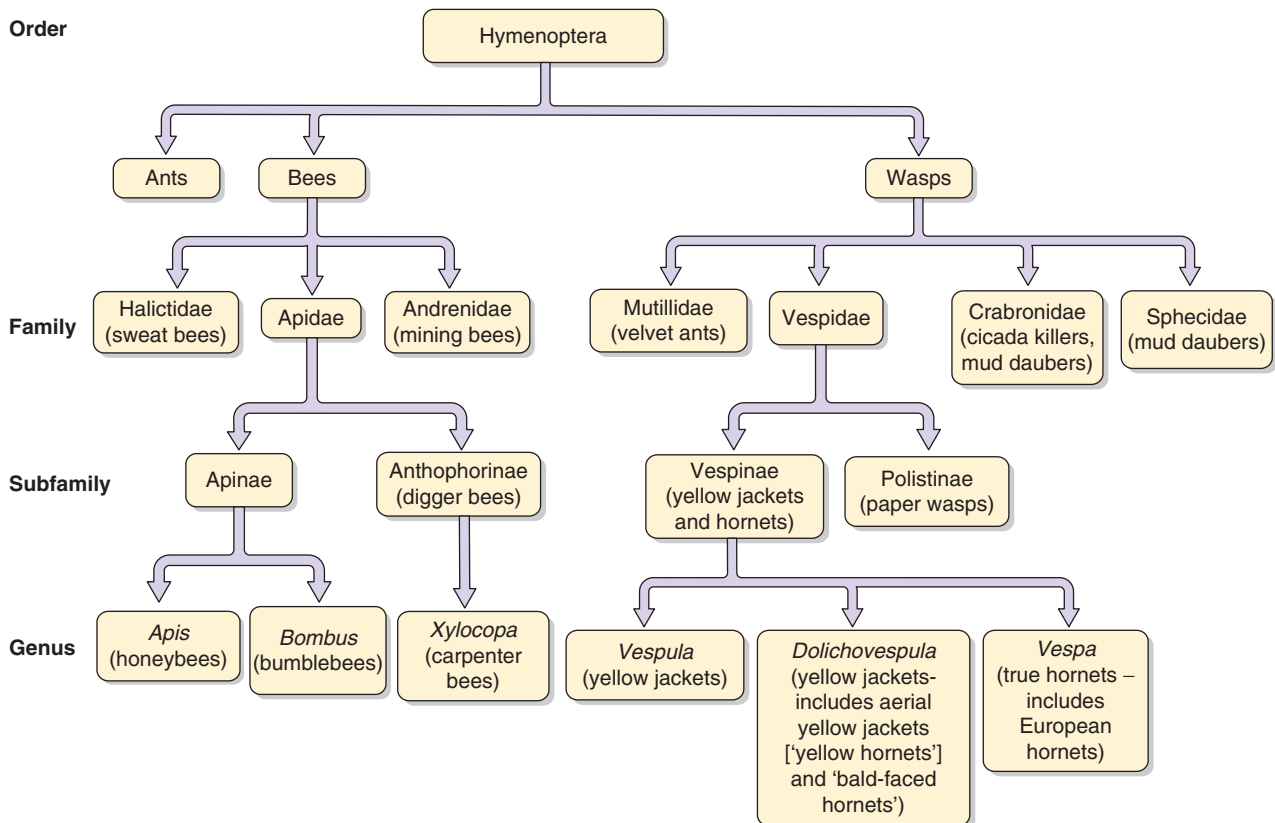 Order
Hymenoptera
Ants
Bees
Wasps
Family
Halictidae
(sweat bees)
Apidae
Andrenidae
(mining bees)
Mutillidae
(velvet ants)
Vespidae
Crabronidae
(cicada killers,
mud daubers)
Sphecidae
(mud daubers)
Subfamily
Apinae
Anthophorinae
(digger bees)
Vespinae
(yellow jackets
and hornets)
Polistinae
(paper wasps)
Genus
Apis
(honeybees)
Bombus
(bumblebees)
Xylocopa
(carpenter
bees)
Vespula
(yellow jackets)
Dolichovespula
(yellow jackets-
includes aerial
yellow jackets
['yellow hornets']
and 'bald-faced
hornets')
Vespa
(true hornets –
includes
European
hornets)